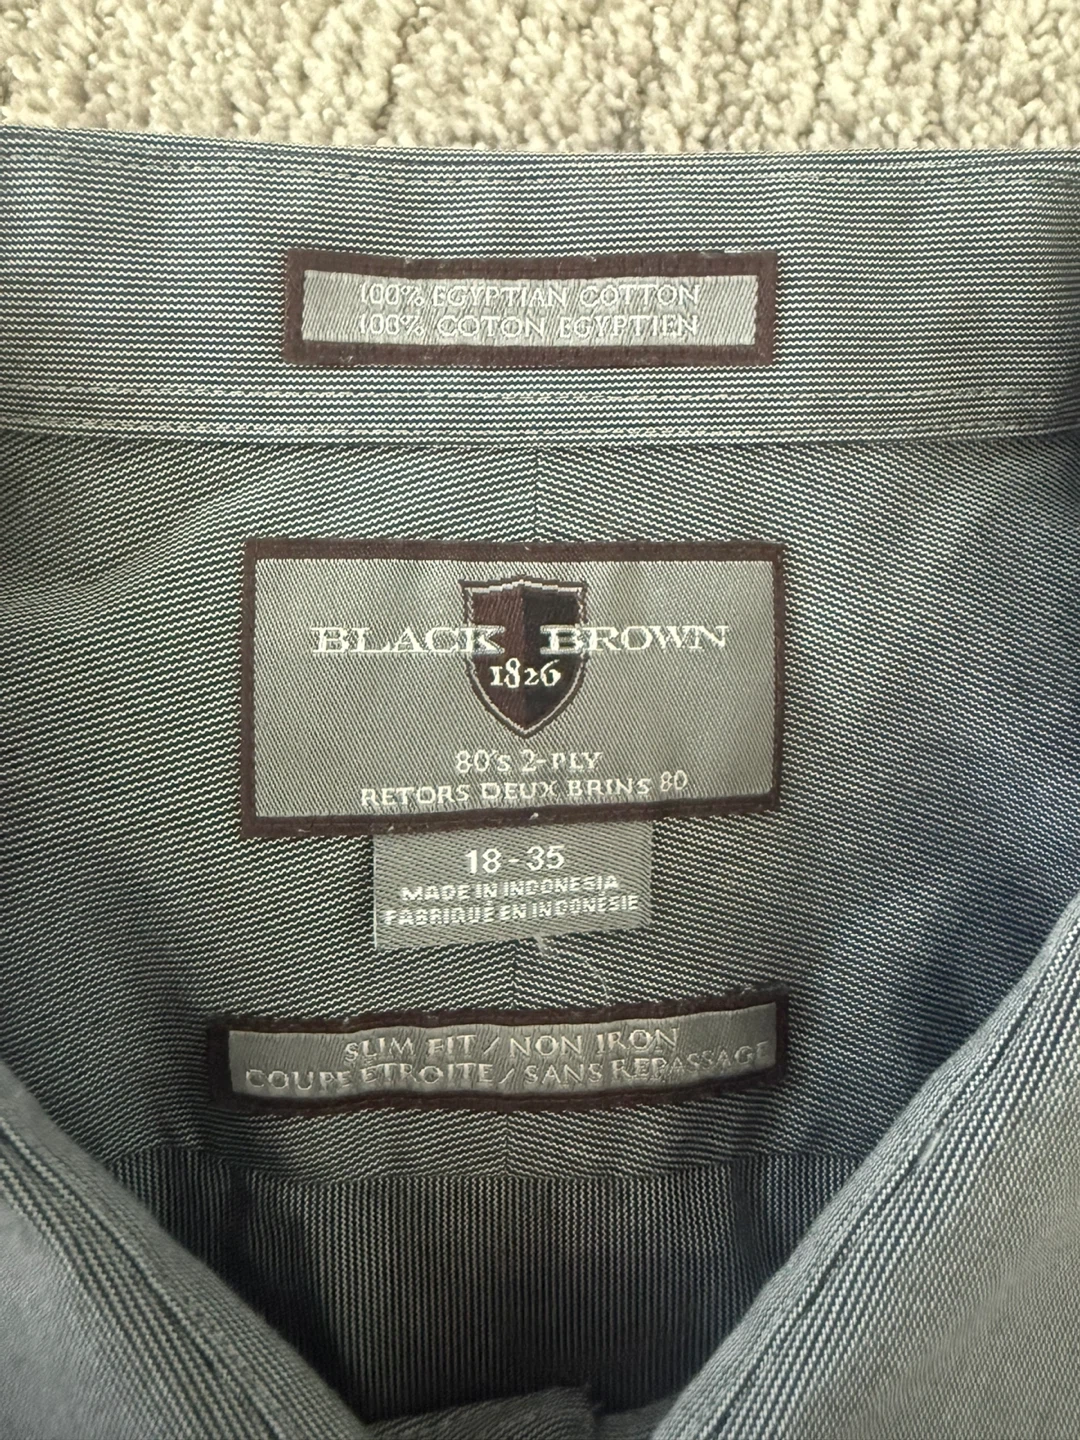 100% EGYPTIAN COTTON
100% COTON EGYPTIEN
BLACK BROWN
1826
80's 2-PLY
RETORS DEUX BRINS 80
18 - 35
MADE IN INDONESIA
FABRIQUÉ EN INDONÉSIE
SLIM FIT / NON IRON
COUPE ÉTROITE / SANS REPASSAGE